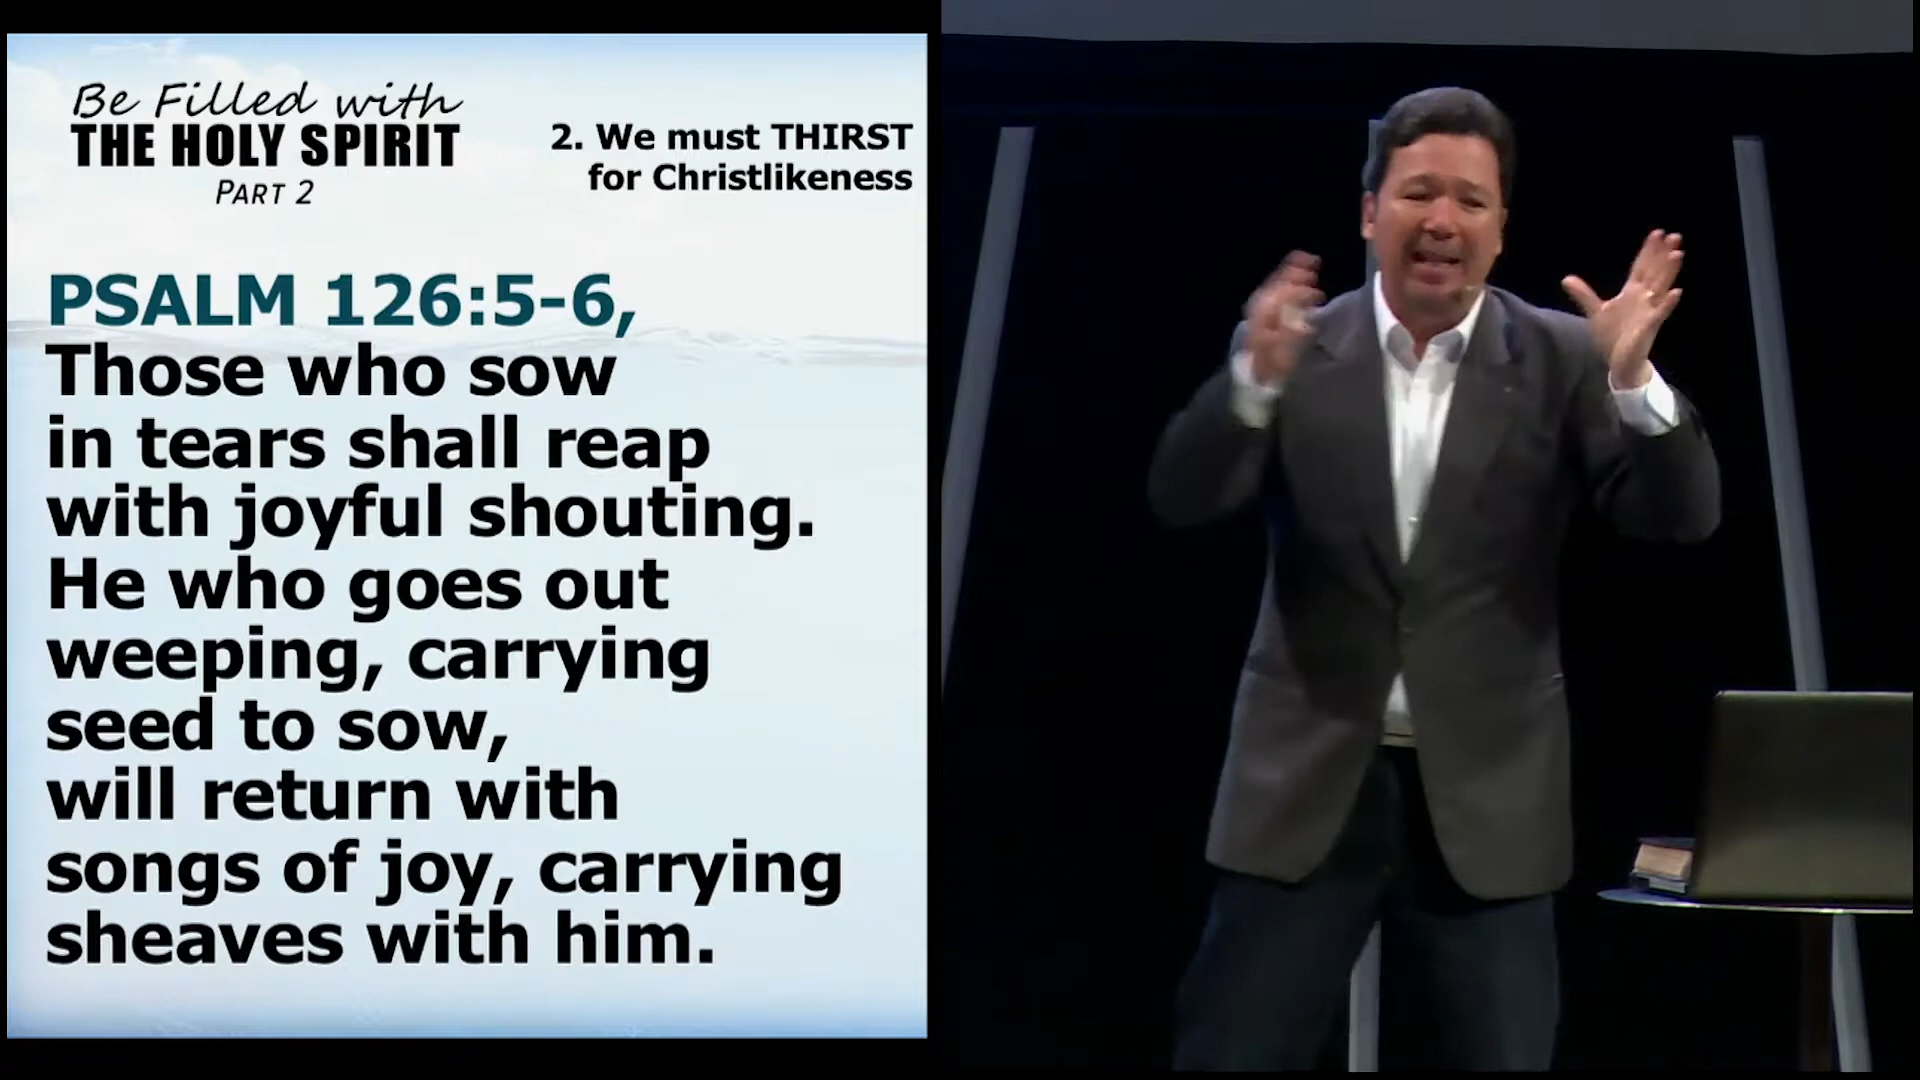 Be Filled with
THE HOLY SPIRIT
PART 2
2. We must THIRST
for Christlikeness
PSALM 126:5-6,
Those who sow
in tears shall reap
with joyful shouting.
He who goes out
weeping, carrying
seed to sow,
will return with
songs of joy, carrying
sheaves with him.